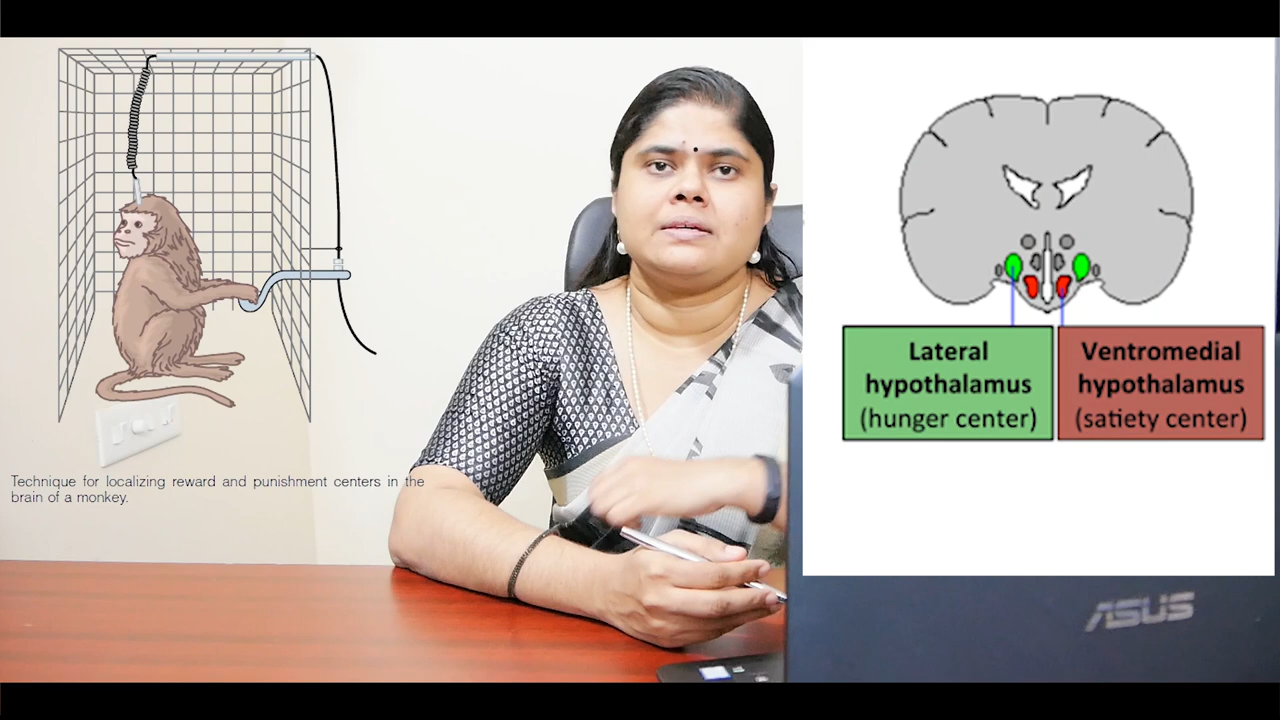 Technique for localizing reward and punishment centers in the
brain of a monkey.
Lateral
hypothalamus
(hunger center)
Ventromedial
hypothalamus
(satiety center)
ASUS